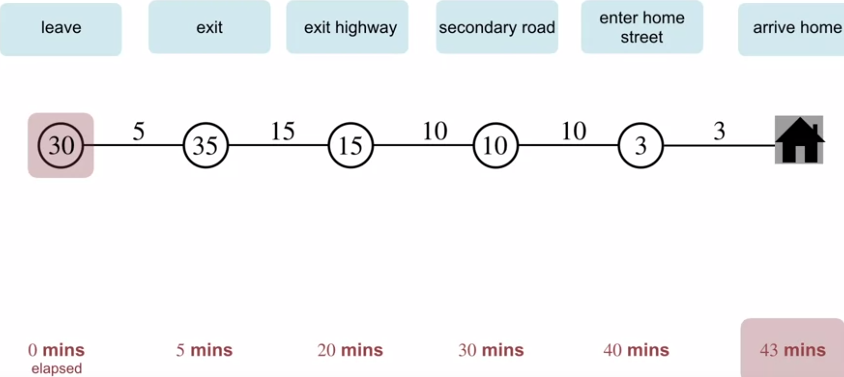 leave
exit
exit highway
secondary road
enter home
street
arrive home
5
15
10
10
3
30
35
15
10
3
0 mins
elapsed
5 mins
20 mins
30 mins
40 mins
43 mins